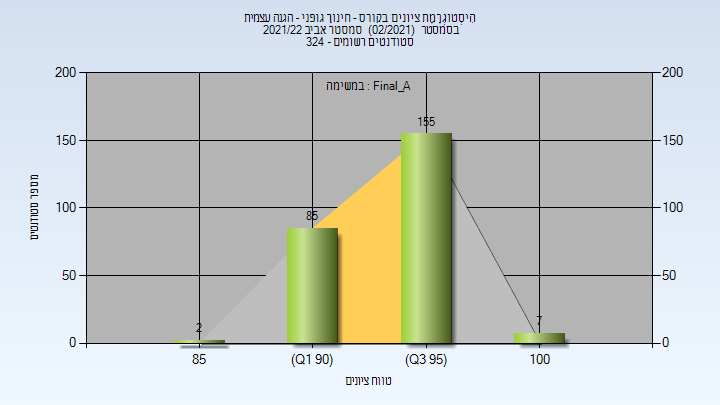 היסטוגרמת ציונים בקורס - חינוך גופני - הגנה עצמית
בסמסטר (02/2021) סמסטר אביב 2021/22
סטודנטים רשומים - 324
במשימה : Final_A
200
150
100
50
0
200
150
100
50
0
מספר סטודנטים
2
85
155
7
85
(Q1 90)
(Q3 95)
100
טווח ציונים